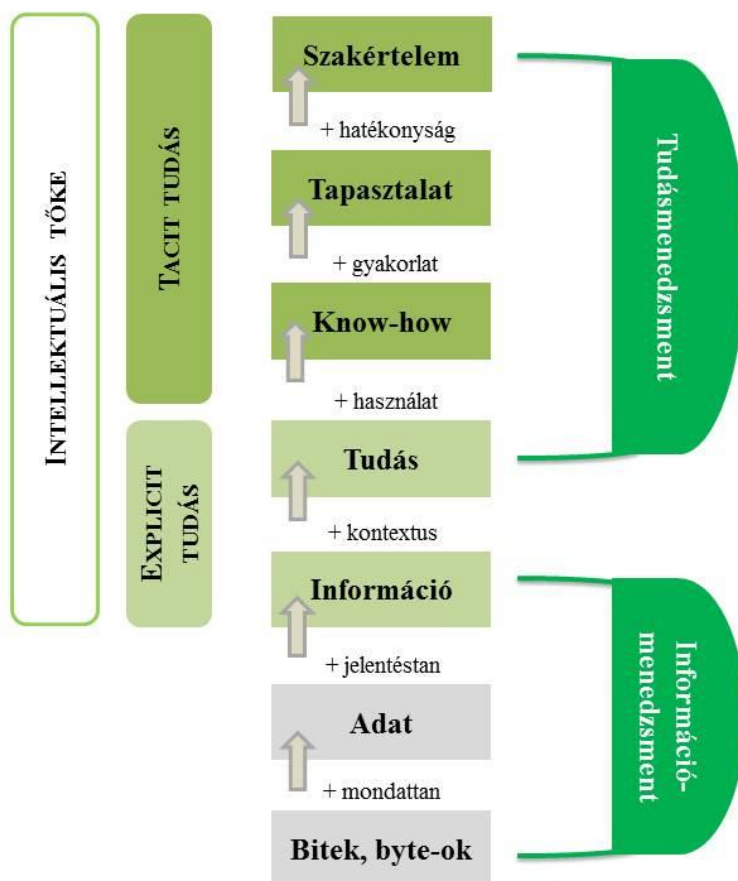 INTELLEKTUÁLIS TŐKE
TACIT TUDÁS
EXPLICIT
TUDÁS
Szakértelem
+ hatékonyság
Tapasztalat
+ gyakorlat
Know-how
+ használat
Tudás
+ kontextus
Információ
+ jelentéstan
Adat
+ mondattan
Bitek, byte-ok
Tudásmenedzsment
Információ-
menedzsment